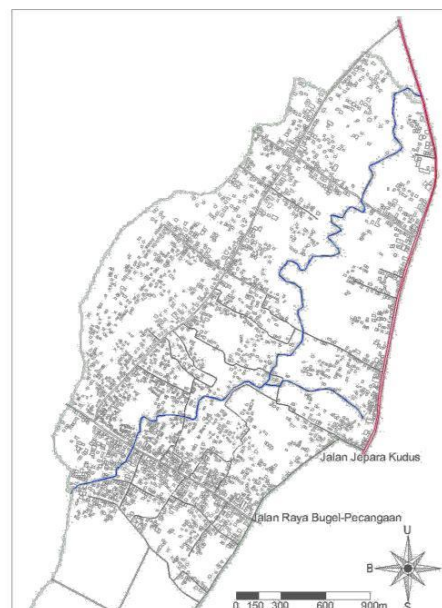 Jalan Jepara Kudus
Jalan Raya Bugel-Pecangaan
U
B
S
0 150 300 600 900m